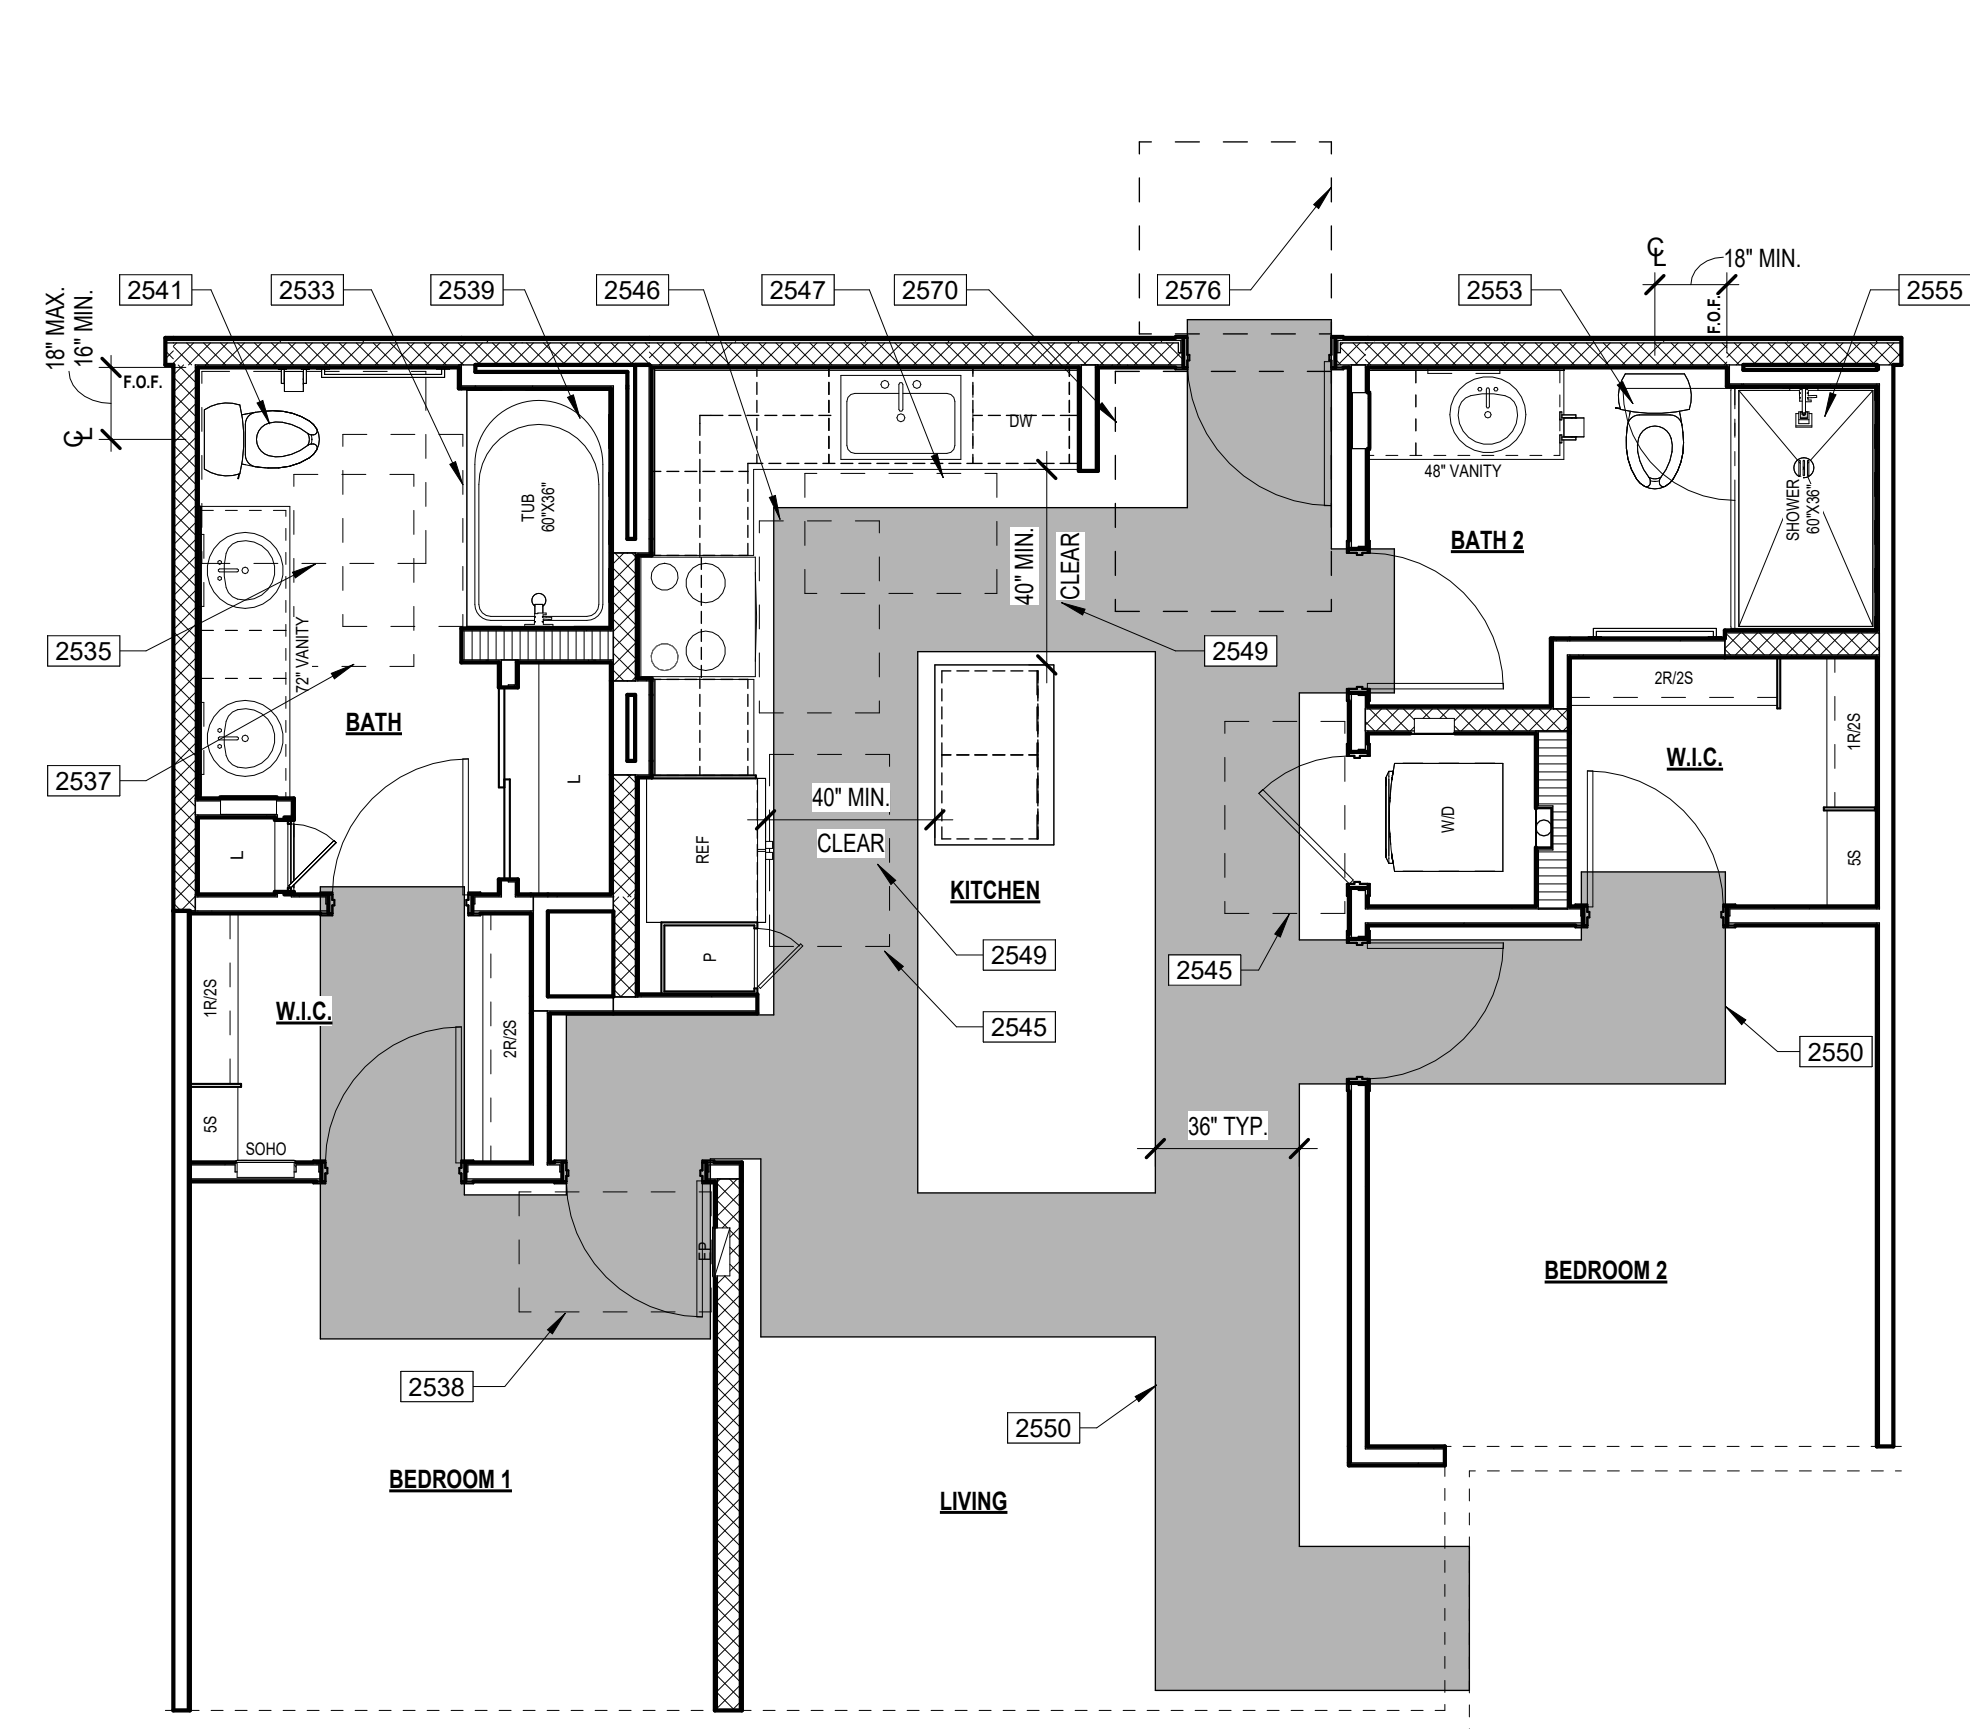 18" MAX.
16" MIN.
F.O.F.
℄
2541
2533
2539
2546
2547
2570
2576
2553
℄
18" MIN.
F.O.F.
2555
DW
TUB
60"X36"
48" VANITY
BATH 2
SHOWER
60"X36"
40" MIN.
CLEAR
2549
2535
72" VANITY
BATH
2537
L
L
2R/2S
1R/2S
W.I.C.
5S
W/D
40" MIN.
CLEAR
REF
KITCHEN
P
2549
2545
2545
1R/2S
W.I.C.
2R/2S
5S
SOHO
2550
36" TYP.
EP
2538
BEDROOM 2
2550
BEDROOM 1
LIVING